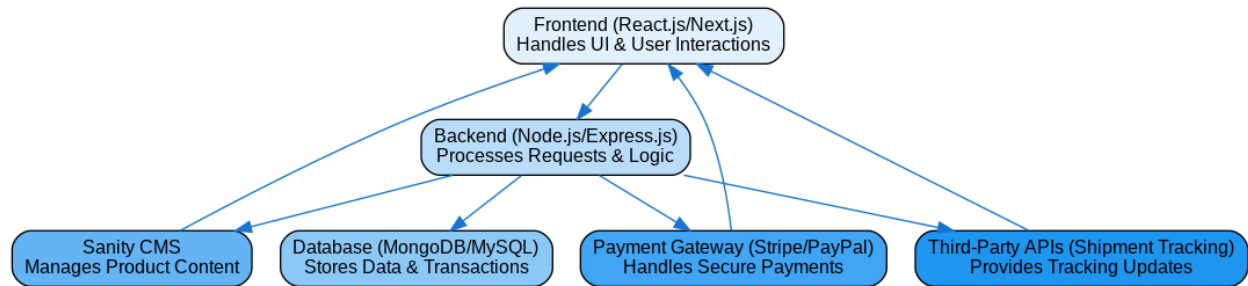 Frontend (React.js/Next.js)
Handles UI & User Interactions
Backend (Node.js/Express.js)
Processes Requests & Logic
Sanity CMS
Manages Product Content
Database (MongoDB/MySQL)
Stores Data & Transactions
Payment Gateway (Stripe/PayPal)
Handles Secure Payments
Third-Party APIs (Shipment Tracking)
Provides Tracking Updates